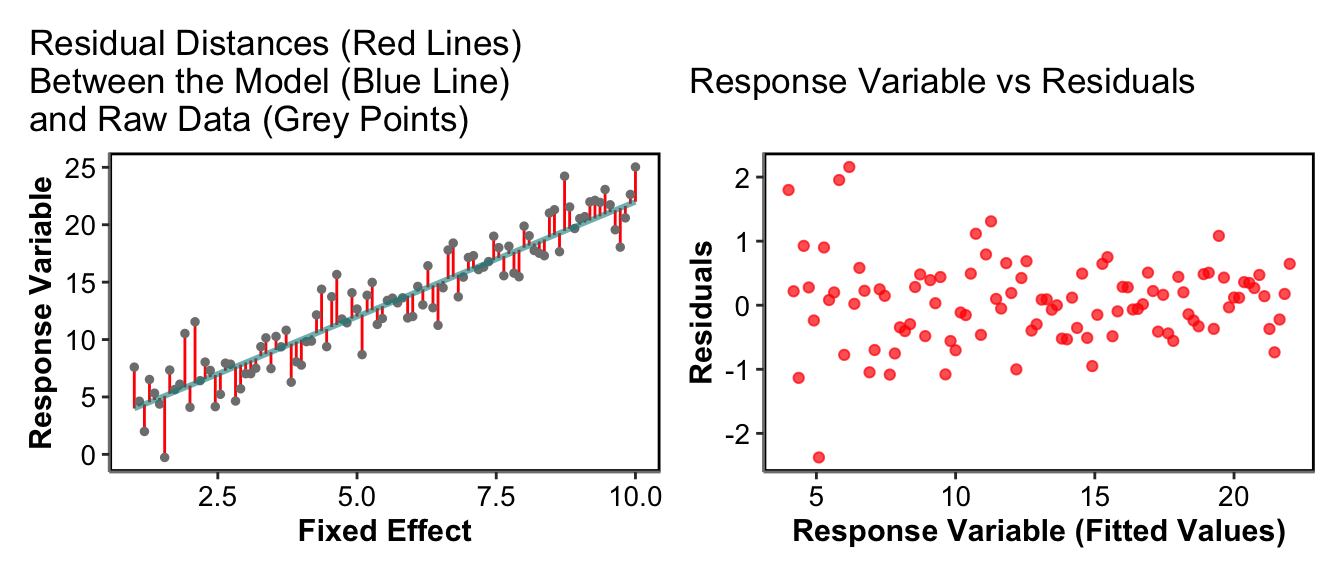 Residual Distances (Red Lines)
Between the Model (Blue Line)
and Raw Data (Grey Points)
Response Variable
25
20
15
10
5
0
2.5
5.0
7.5
10.0
Fixed Effect
Response Variable vs Residuals
Residuals
2
1
0
-1
-2
5
10
15
20
Response Variable (Fitted Values)